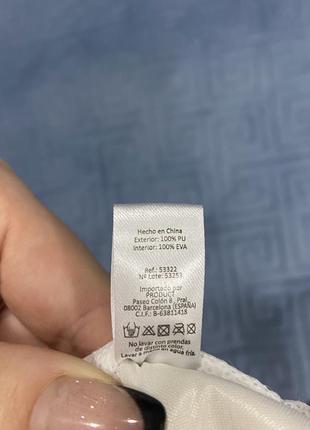 Hecho en China
Exterior: 100% PU
Interior: 100% EVA
Ref.: 53322
Nº Lote: 53253
Importado por
PRODUCT
Paseo Colón 8 , Pral.
08002 Barcelona (ESPAÑA)
C.I.F.: B-63811418
No lavar con prendas
de distinto color.
Lavar a mano en agua fría.